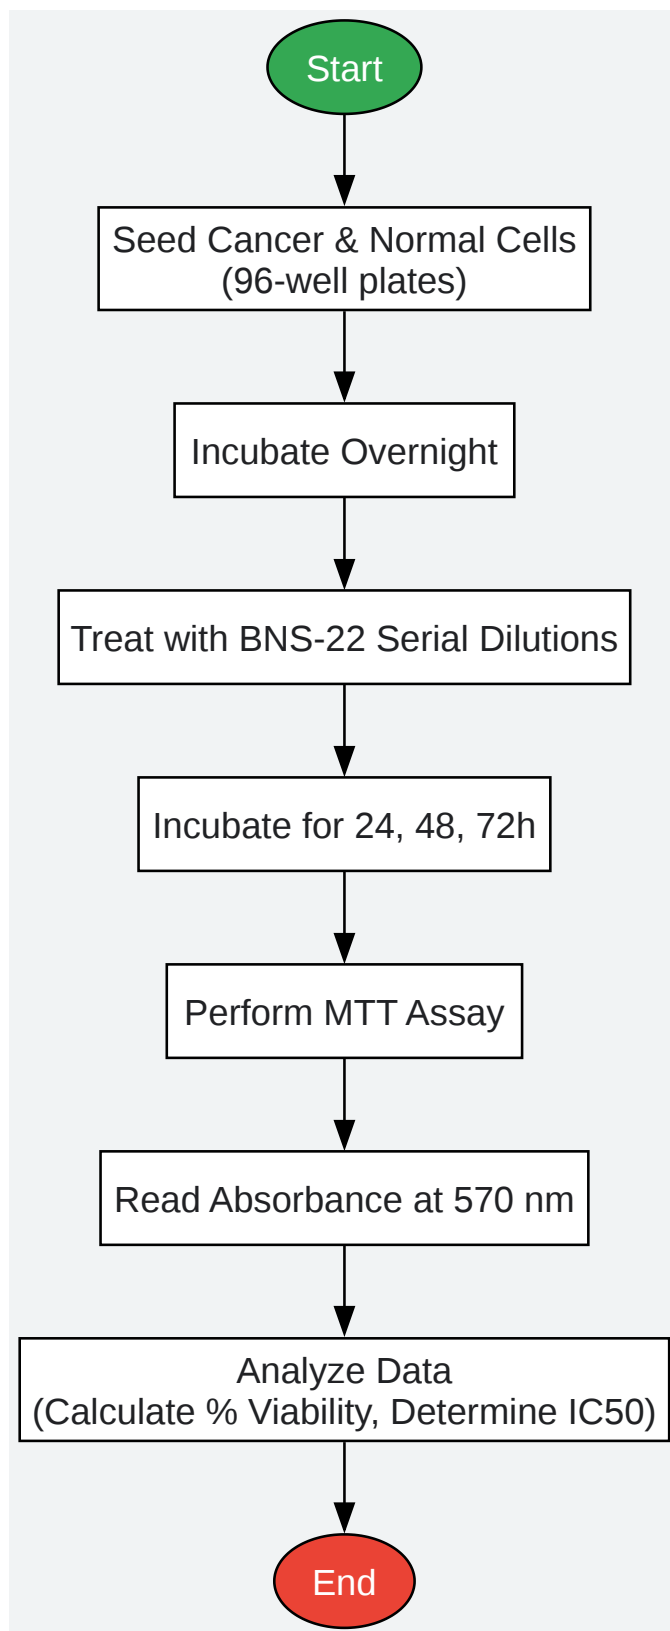 Start
Seed Cancer & Normal Cells
(96-well plates)
Incubate Overnight
Treat with BNS-22 Serial Dilutions
Incubate for 24, 48, 72h
Perform MTT Assay
Read Absorbance at 570 nm
Analyze Data
(Calculate % Viability, Determine IC50)
End